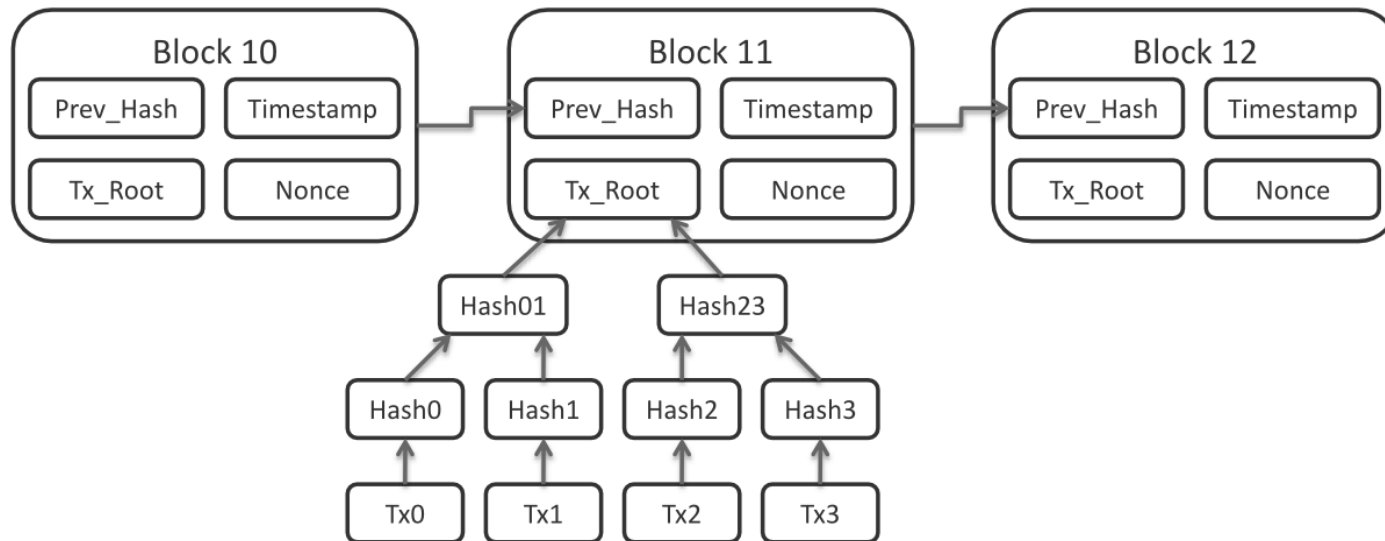 Block 10
Block 11
Block 12
Prev_Hash
Timestamp
Prev_Hash
Timestamp
Prev_Hash
Timestamp
Tx_Root
Nonce
Tx_Root
Nonce
Tx_Root
Nonce
Hash01
Hash23
Hash0
Hash1
Hash2
Hash3
Tx0
Tx1
Tx2
Tx3